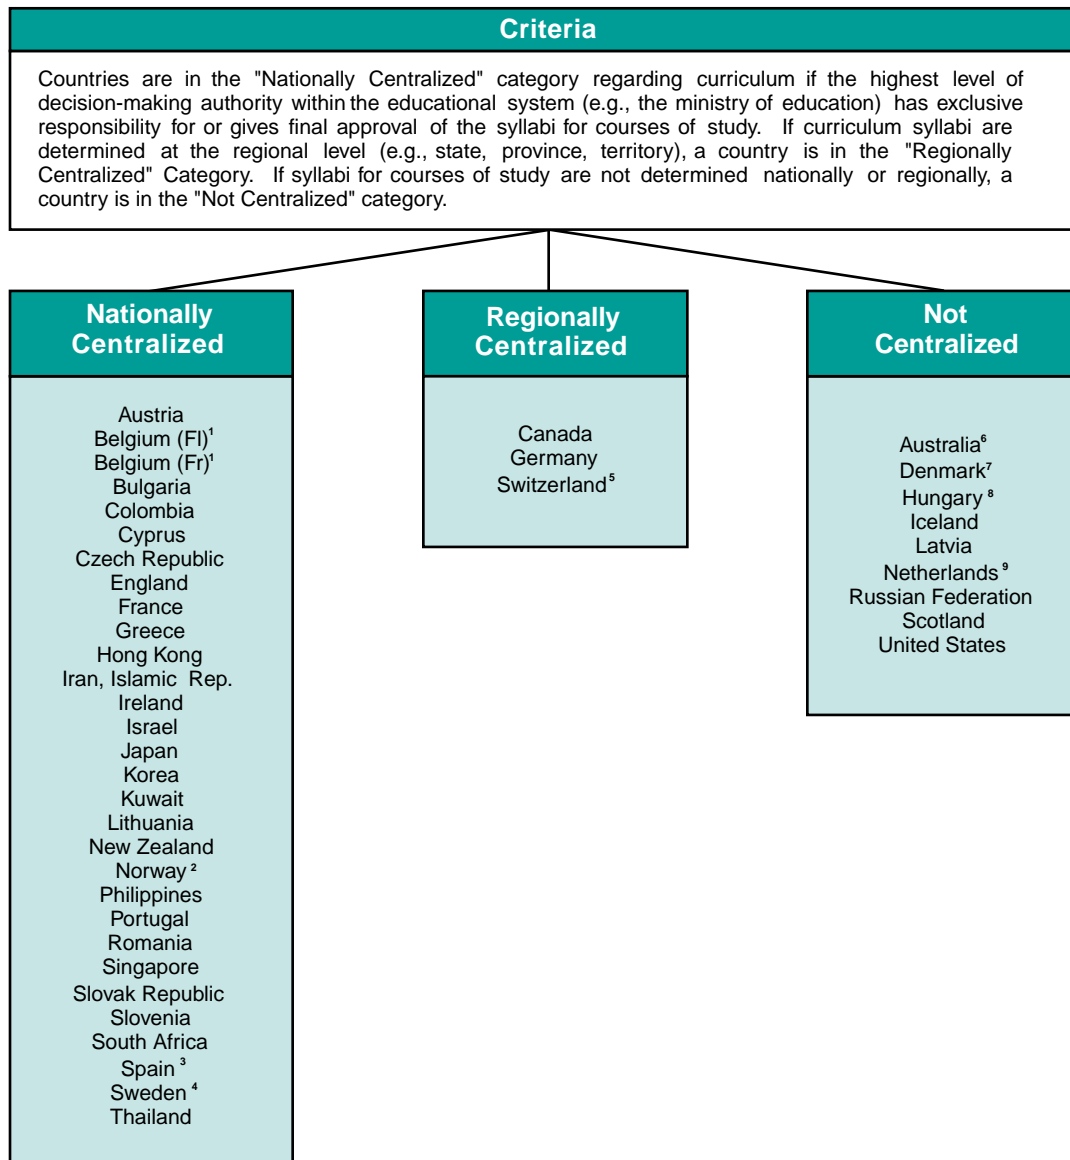 Criteria
Countries are in the "Nationally Centralized" category regarding curriculum if the highest level of
decision-making authority within the educational system (e.g., the ministry of education) has exclusive
responsibility for or gives final approval of the syllabi for courses of study. If curriculum syllabi are
determined at the regional level (e.g., state, province, territory), a country is in the "Regionally
Centralized" Category. If syllabi for courses of study are not determined nationally or regionally, a
country is in the "Not Centralized" category.
Nationally
Centralized
Austria
Belgium (Fl)¹
Belgium (Fr)¹
Bulgaria
Colombia
Cyprus
Czech Republic
England
France
Greece
Hong Kong
Iran, Islamic Rep.
Ireland
Israel
Japan
Korea
Kuwait
Lithuania
New Zealand
Norway ²
Philippines
Portugal
Romania
Singapore
Slovak Republic
Slovenia
South Africa
Spain ³
Sweden ⁴
Thailand
Regionally
Centralized
Canada
Germany
Switzerland ⁵
Not
Centralized
Australia⁶
Denmark⁷
Hungary ⁸
Iceland
Latvia
Netherlands ⁹
Russian Federation
Scotland
United States